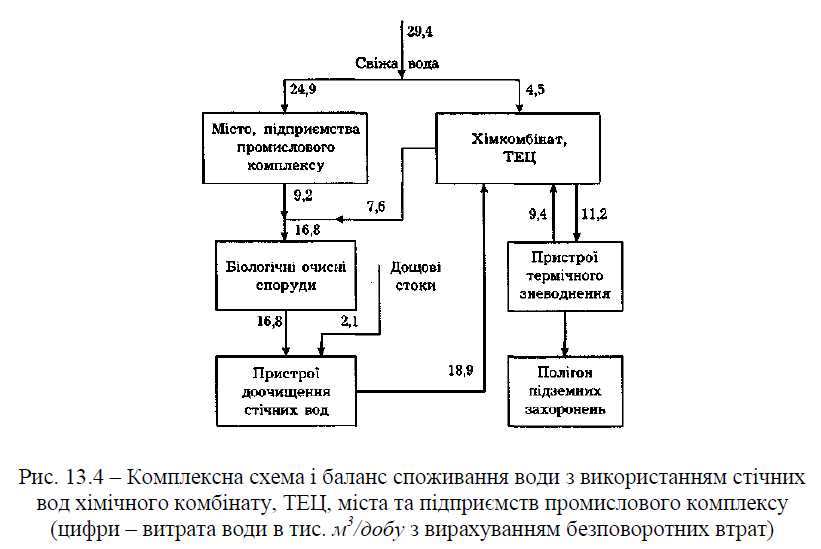 29,4
Свіжа вода
24,9
4,5
Місто, підприємства
промислового
комплексу
Хімкомбінат,
ТЕЦ
9,2
7,6
9,4
11,2
16,8
Біологічні очисні
споруди
Дощові
стоки
Пристрої
термічного
зневоднення
16,8
2,1
Пристрої
доочищення
стічних вод
18,9
Полігон
підземних
захоронень
Рис. 13.4 – Комплексна схема і баланс споживання води з використанням стічних
вод хімічного комбінату, ТЕЦ, міста та підприємств промислового комплексу
(цифри – витрата води в тис. м³/добу з вирахуванням безповоротних втрат)